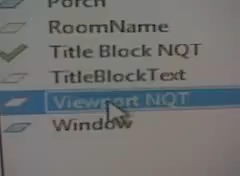 Porch
RoomName
Title Block NQT
TitleBlockText
Viewport NQT
Window